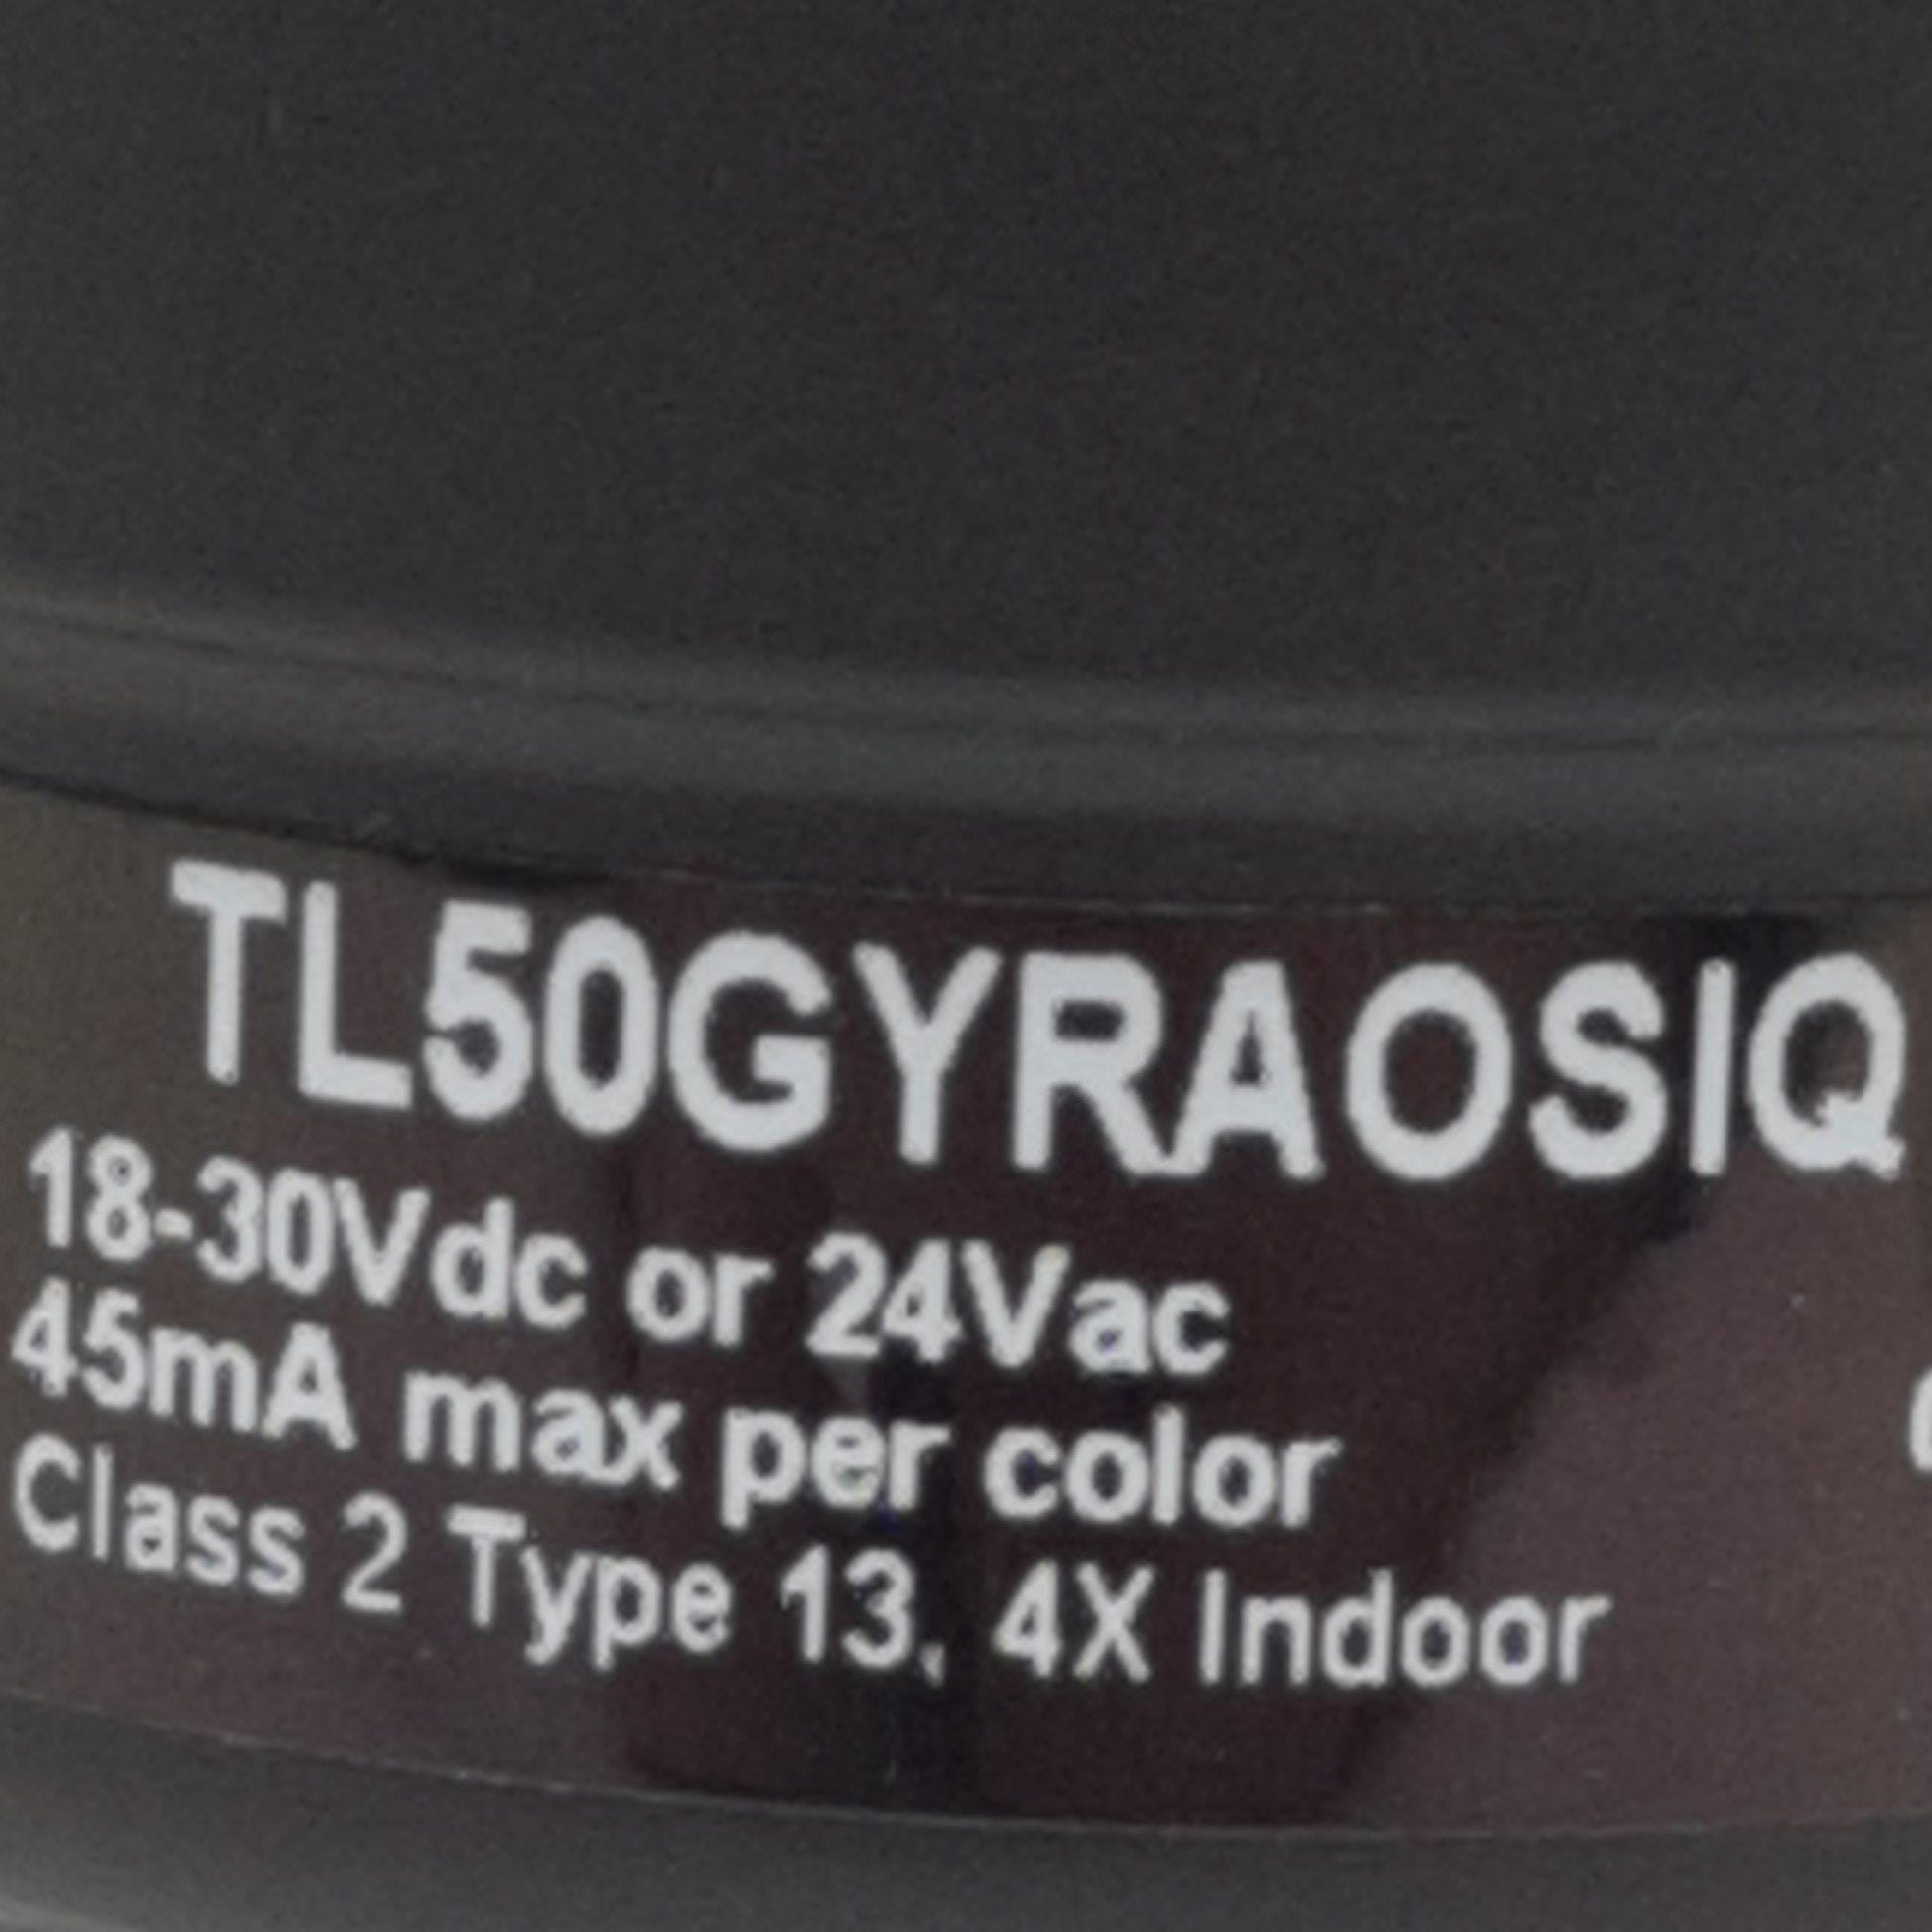 TL50GYRAOSIQ
18-30Vdc or 24Vac
45mA max per color
Class 2 Type 13, 4X Indoor